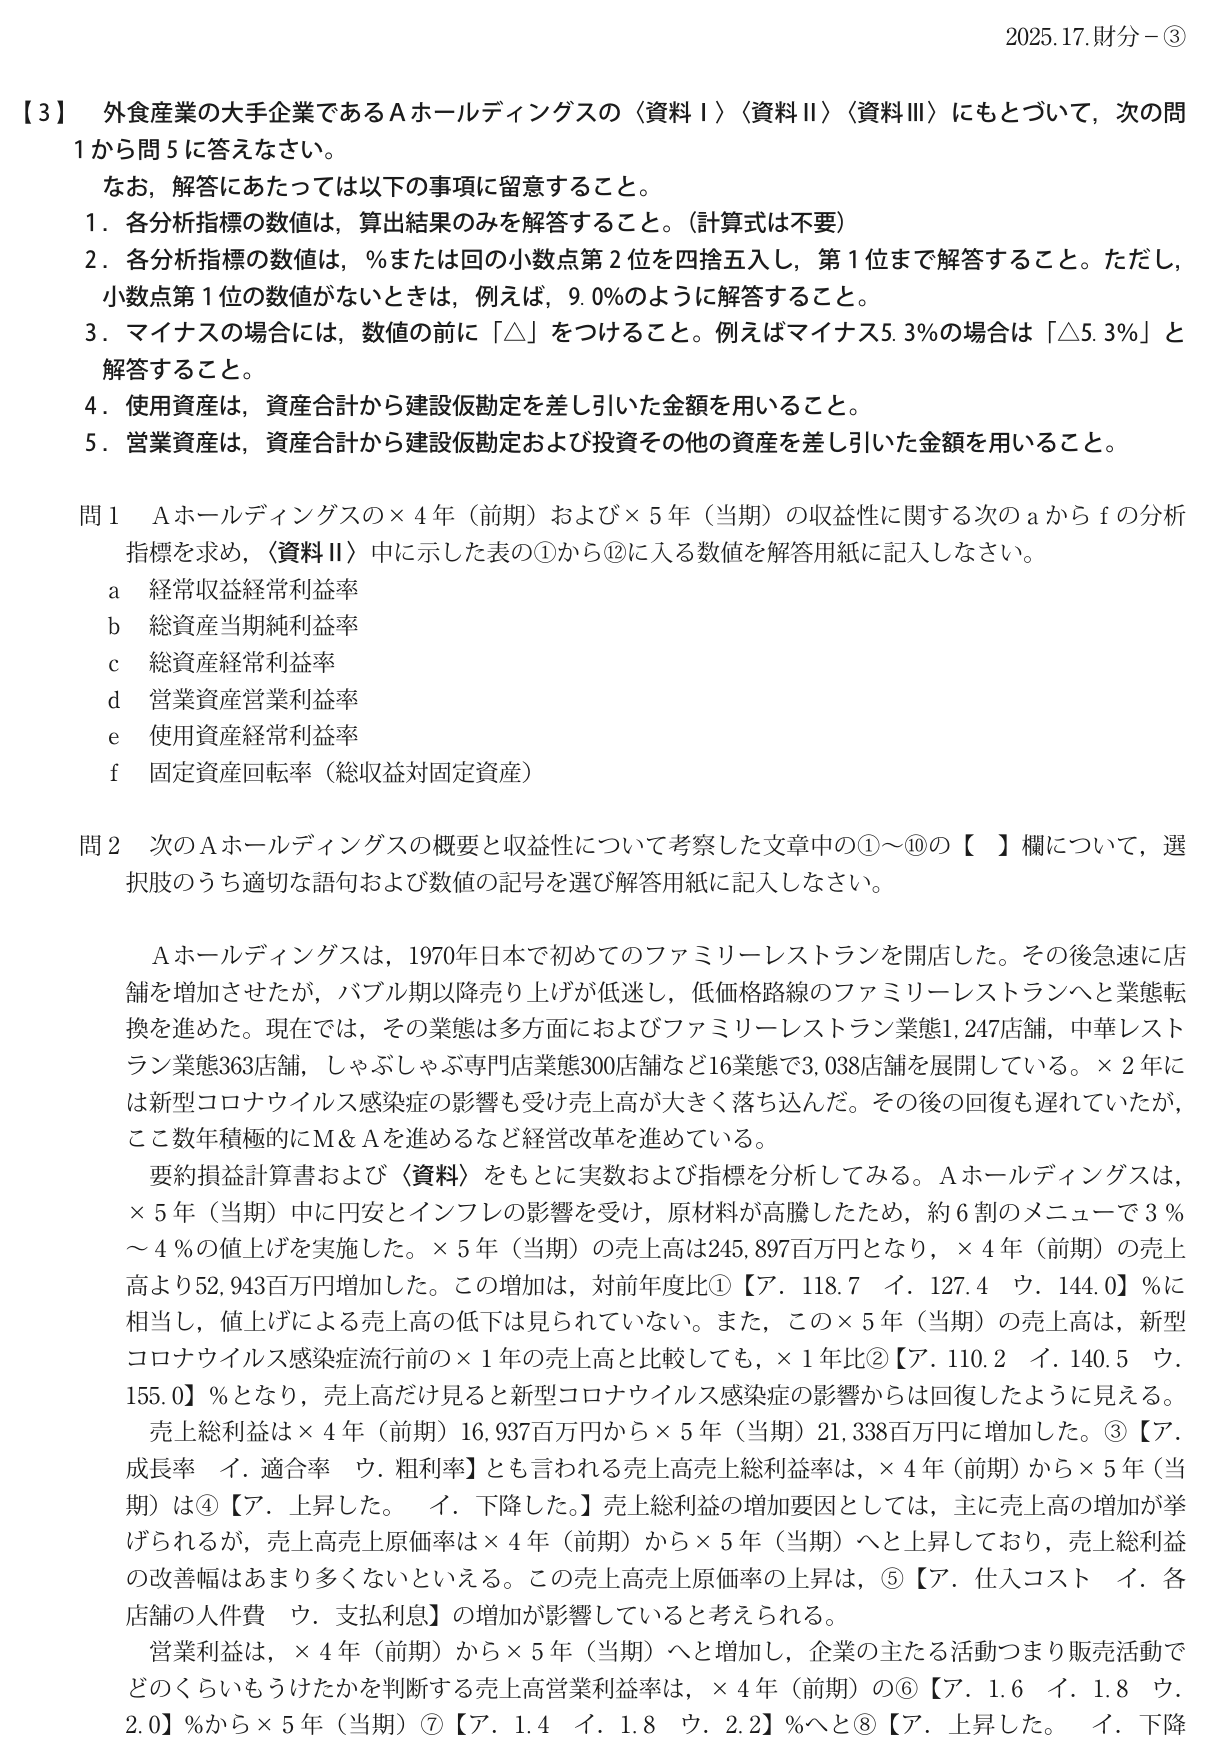 2025.17.財分－③
【3】　外食産業の大手企業であるAホールディングスの〈資料Ⅰ〉〈資料Ⅱ〉〈資料Ⅲ〉にもとづいて，次の問
1から問5に答えなさい。
なお，解答にあたっては以下の事項に留意すること。
1．各分析指標の数値は，算出結果のみを解答すること。（計算式は不要）
2．各分析指標の数値は，％または回の小数点第2位を四捨五入し，第1位まで解答すること。ただし，
小数点第1位の数値がないときは，例えば，9.0％のように解答すること。
3．マイナスの場合には，数値の前に「△」をつけること。例えばマイナス5.3％の場合は「△5.3％」と
解答すること。
4．使用資産は，資産合計から建設仮勘定を差し引いた金額を用いること。
5．営業資産は，資産合計から建設仮勘定および投資その他の資産を差し引いた金額を用いること。
問1　Aホールディングスの×4年（前期）および×5年（当期）の収益性に関する次のaからfの分析
指標を求め，〈資料Ⅱ〉中に示した表の①から⑫に入る数値を解答用紙に記入しなさい。
a　経常収益経常利益率
b　総資産当期純利益率
c　総資産経常利益率
d　営業資産営業利益率
e　使用資産経常利益率
f　固定資産回転率（総収益対固定資産）
問2　次のAホールディングスの概要と収益性について考察した文章中の①～⑩の【　】欄について，選
択肢のうち適切な語句および数値の記号を選び解答用紙に記入しなさい。
Aホールディングスは，1970年日本で初めてのファミリーレストランを開店した。その後急速に店
舗を増加させたが，バブル期以降売り上げが低迷し，低価格路線のファミリーレストランへと業態転
換を進めた。現在では，その業態は多方面におよびファミリーレストラン業態1,247店舗，中華レスト
ラン業態363店舗，しゃぶしゃぶ専門店業態300店舗など16業態で3,038店舗を展開している。×2年に
は新型コロナウイルス感染症の影響も受け売上高が大きく落ち込んだ。その後の回復も遅れていたが，
ここ数年積極的にM＆Aを進めるなど経営改革を進めている。
要約損益計算書および〈資料〉をもとに実数および指標を分析してみる。Aホールディングスは，
×5年（当期）中に円安とインフレの影響を受け，原材料が高騰したため，約6割のメニューで3％
～4％の値上げを実施した。×5年（当期）の売上高は245,897百万円となり，×4年（前期）の売上
高より52,943百万円増加した。この増加は，対前年度比①【ア．118.7　イ．127.4　ウ．144.0】％に
相当し，値上げによる売上高の低下は見られていない。また，この×5年（当期）の売上高は，新型
コロナウイルス感染症流行前の×1年の売上高と比較しても，×1年比②【ア．110.2　イ．140.5　ウ．
155.0】％となり，売上高だけ見ると新型コロナウイルス感染症の影響からは回復したように見える。
売上総利益は×4年（前期）16,937百万円から×5年（当期）21,338百万円に増加した。③【ア．
成長率　イ．適合率　ウ．粗利率】とも言われる売上高売上総利益率は，×4年（前期）から×5年（当
期）は④【ア．上昇した。　イ．下降した。】売上総利益の増加要因としては，主に売上高の増加が挙
げられるが，売上高売上原価率は×4年（前期）から×5年（当期）へと上昇しており，売上総利益
の改善幅はあまり多くないといえる。この売上高売上原価率の上昇は，⑤【ア．仕入コスト　イ．各
店舗の人件費　ウ．支払利息】の増加が影響していると考えられる。
営業利益は，×4年（前期）から×5年（当期）へと増加し，企業の主たる活動つまり販売活動で
どのくらいもうけたかを判断する売上高営業利益率は，×4年（前期）の⑥【ア．1.6　イ．1.8　ウ．
2.0】％から×5年（当期）⑦【ア．1.4　イ．1.8　ウ．2.2】％へと⑧【ア．上昇した。　イ．下降